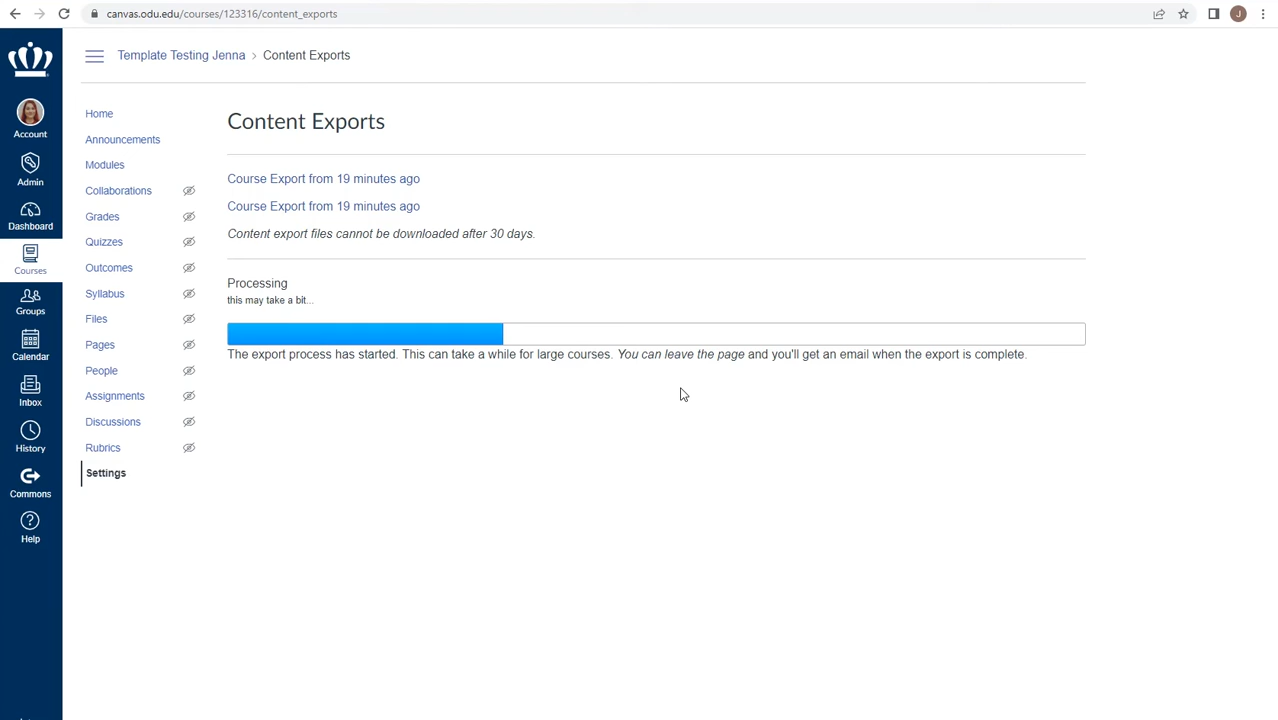 canvas.odu.edu/courses/123316/content_exports
J
Template Testing Jenna > Content Exports
Account
Admin
Dashboard
Courses
Groups
Calendar
Inbox
History
Commons
Help
Home
Announcements
Modules
Collaborations
Grades
Quizzes
Outcomes
Syllabus
Files
Pages
People
Assignments
Discussions
Rubrics
Settings
Content Exports
Course Export from 19 minutes ago
Course Export from 19 minutes ago
Content export files cannot be downloaded after 30 days.
Processing
this may take a bit...
The export process has started. This can take a while for large courses. You can leave the page and you'll get an email when the export is complete.